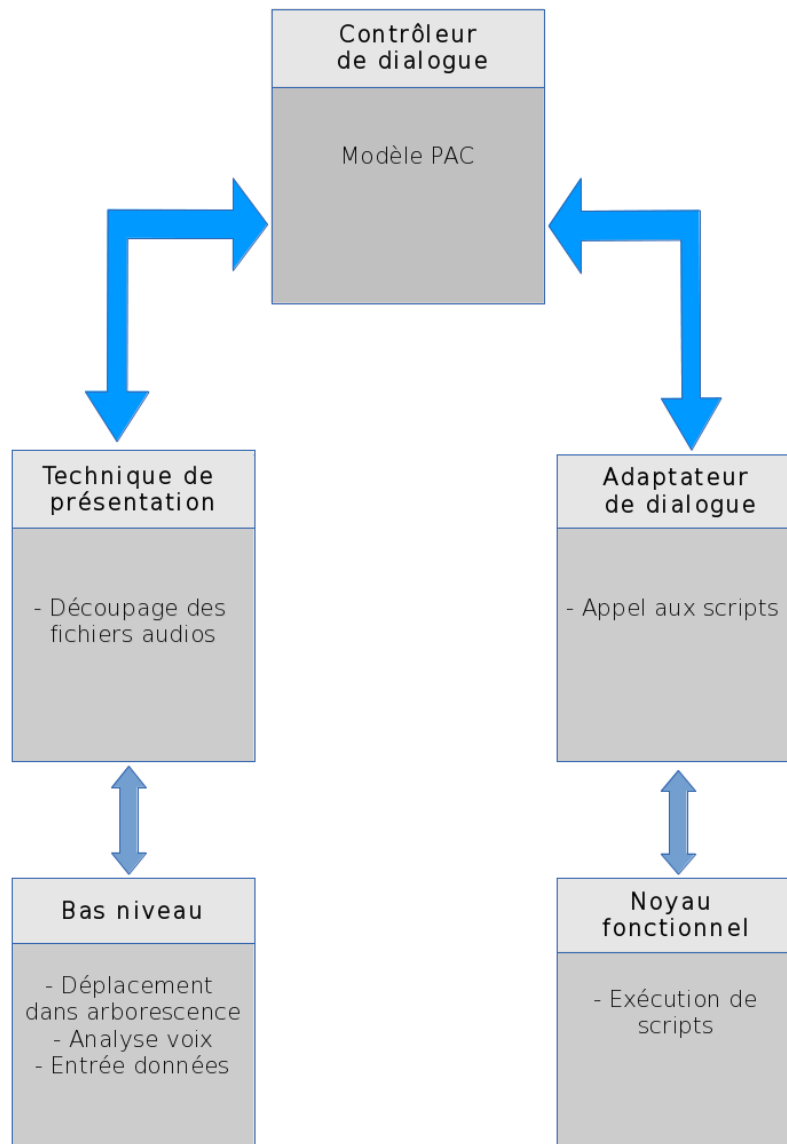 Contrôleur
de dialogue
Modèle PAC
Technique de
présentation
- Découpage des
fichiers audios
Adaptateur
de dialogue
- Appel aux scripts
Bas niveau
- Déplacement
dans arborescence
- Analyse voix
- Entrée données
Noyau
fonctionnel
- Exécution de
scripts